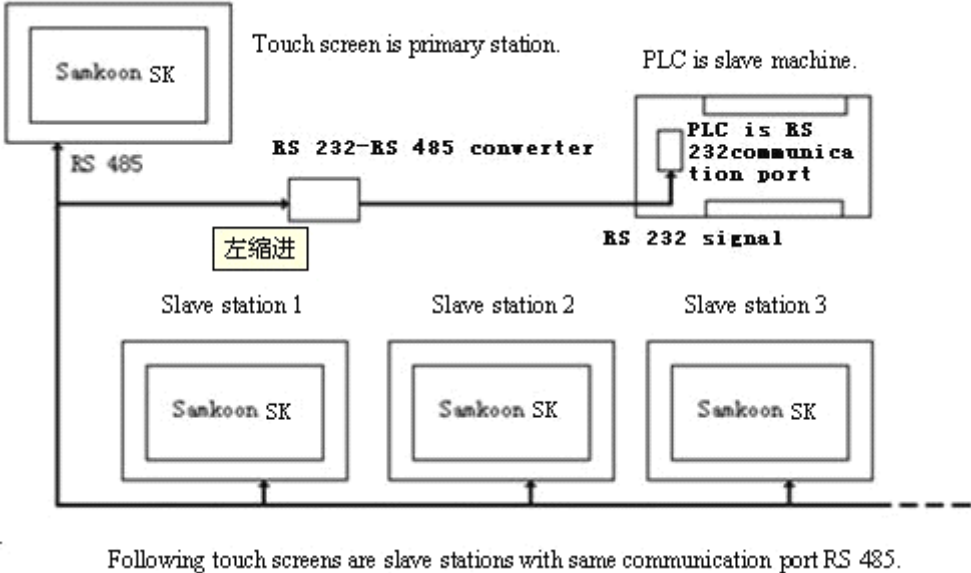 Samkoon SK
Touch screen is primary station.
PLC is slave machine.
RS 485
RS 232-RS 485 converter
PLC is RS
232communica
tion port
左缩进
RS 232 signal
Slave station 1
Slave station 2
Slave station 3
Samkoon SK
Samkoon SK
Samkoon SK
Following touch screens are slave stations with same communication port RS 485.